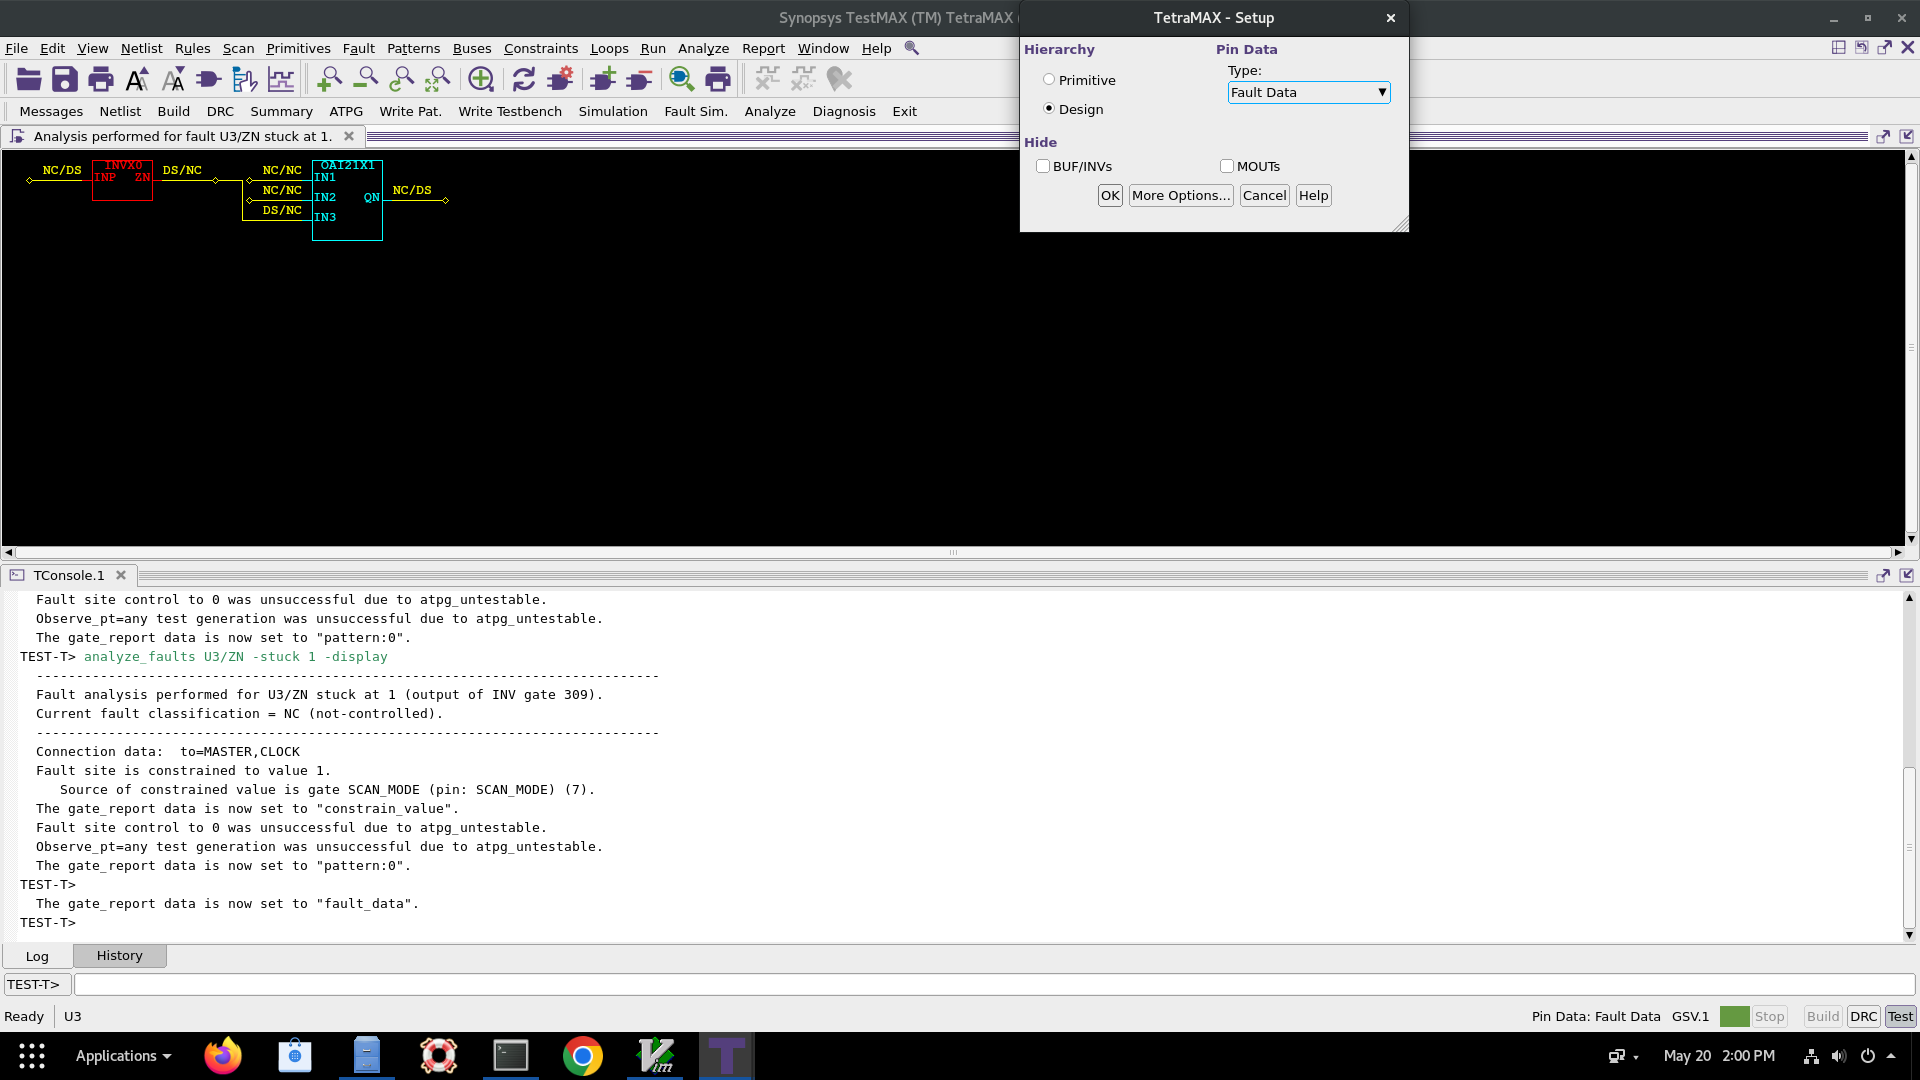 Synopsys TestMAX (TM) TetraMAX (
TetraMAX - Setup
File Edit View Netlist Rules Scan Primitives Fault Patterns Buses Constraints Loops Run Analyze Report Window Help
Hierarchy
Pin Data
Primitive
Type:
Fault Data
Design
Hide
BUF/INVs
MOUTs
OK
More Options...
Cancel
Help
Messages Netlist Build DRC Summary ATPG Write Pat. Write Testbench Simulation Fault Sim. Analyze Diagnosis Exit
Analysis performed for fault U3/ZN stuck at 1.
NC/DS INVX0 DS/NC NC/NC OAI21X1
INP ZN IN1
NC/NC NC/DS
IN2 QN
DS/NC
IN3
TConsole.1
Fault site control to 0 was unsuccessful due to atpg_untestable.
Observe_pt=any test generation was unsuccessful due to atpg_untestable.
The gate_report data is now set to "pattern:0".
TEST-T> analyze_faults U3/ZN -stuck 1 -display
------------------------------------------------------------------------------
Fault analysis performed for U3/ZN stuck at 1 (output of INV gate 309).
Current fault classification = NC (not-controlled).
------------------------------------------------------------------------------
Connection data:  to=MASTER,CLOCK
Fault site is constrained to value 1.
Source of constrained value is gate SCAN_MODE (pin: SCAN_MODE) (7).
The gate_report data is now set to "constrain_value".
Fault site control to 0 was unsuccessful due to atpg_untestable.
Observe_pt=any test generation was unsuccessful due to atpg_untestable.
The gate_report data is now set to "pattern:0".
TEST-T>
The gate_report data is now set to "fault_data".
TEST-T>
Log
History
TEST-T>
Ready
U3
Pin Data: Fault Data
GSV.1
Stop
Build
DRC
Test
Applications
May 20 2:00 PM